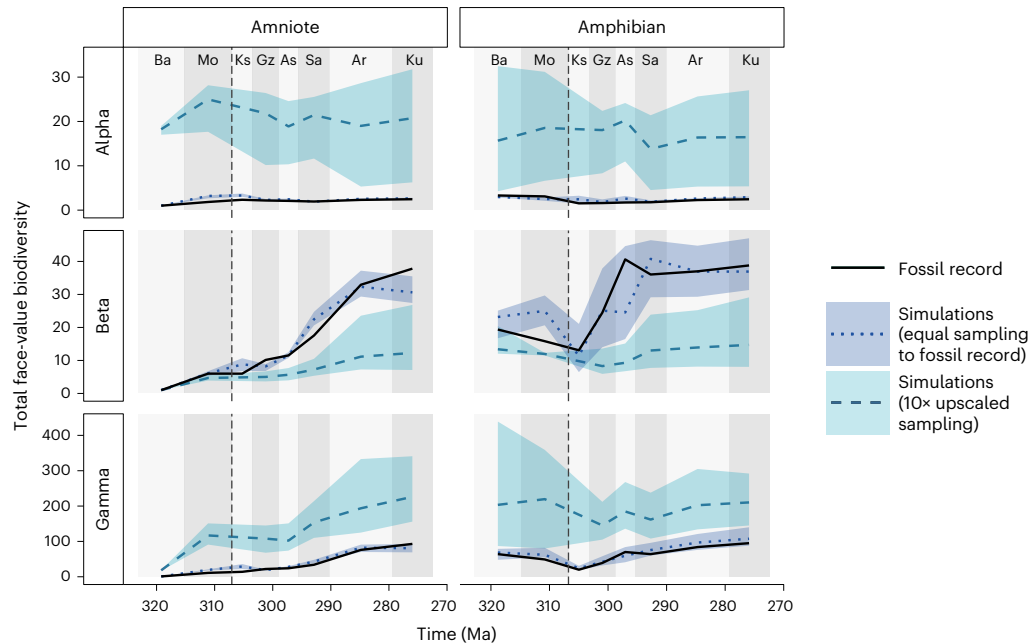 Amniote
Amphibian
Ba Mo Ks Gz As Sa Ar Ku
Ba Mo Ks Gz As Sa Ar Ku
Total face-value biodiversity
Alpha
30
20
10
0
Beta
40
30
20
10
0
Gamma
400
300
200
100
0
320 310 300 290 280 270
320 310 300 290 280 270
Time (Ma)
Fossil record
Simulations
(equal sampling
to fossil record)
Simulations
(10× upscaled
sampling)